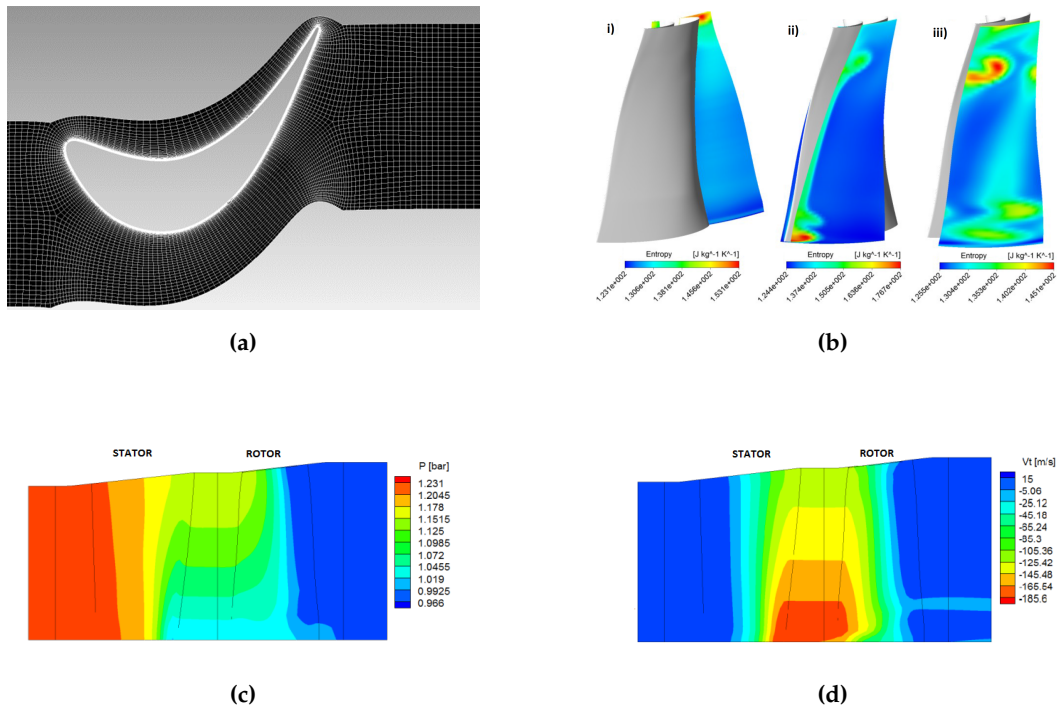 i)
ii)
iii)
Entropy [J kg^-1 K^-1]
1.231e+002
1.306e+002
1.381e+002
1.456e+002
1.531e+002
Entropy [J kg^-1 K^-1]
1.244e+002
1.374e+002
1.505e+002
1.636e+002
1.767e+002
Entropy [J kg^-1 K^-1]
1.255e+002
1.304e+002
1.353e+002
1.402e+002
1.451e+002
(a)
(b)
STATOR
ROTOR
P [bar]
1.231
1.2045
1.178
1.1515
1.125
1.0985
1.072
1.0455
1.019
0.9925
0.966
STATOR
ROTOR
Vt [m/s]
15
-5.06
-25.12
-45.18
-65.24
-85.3
-105.36
-125.42
-145.48
-165.54
-185.6
(c)
(d)